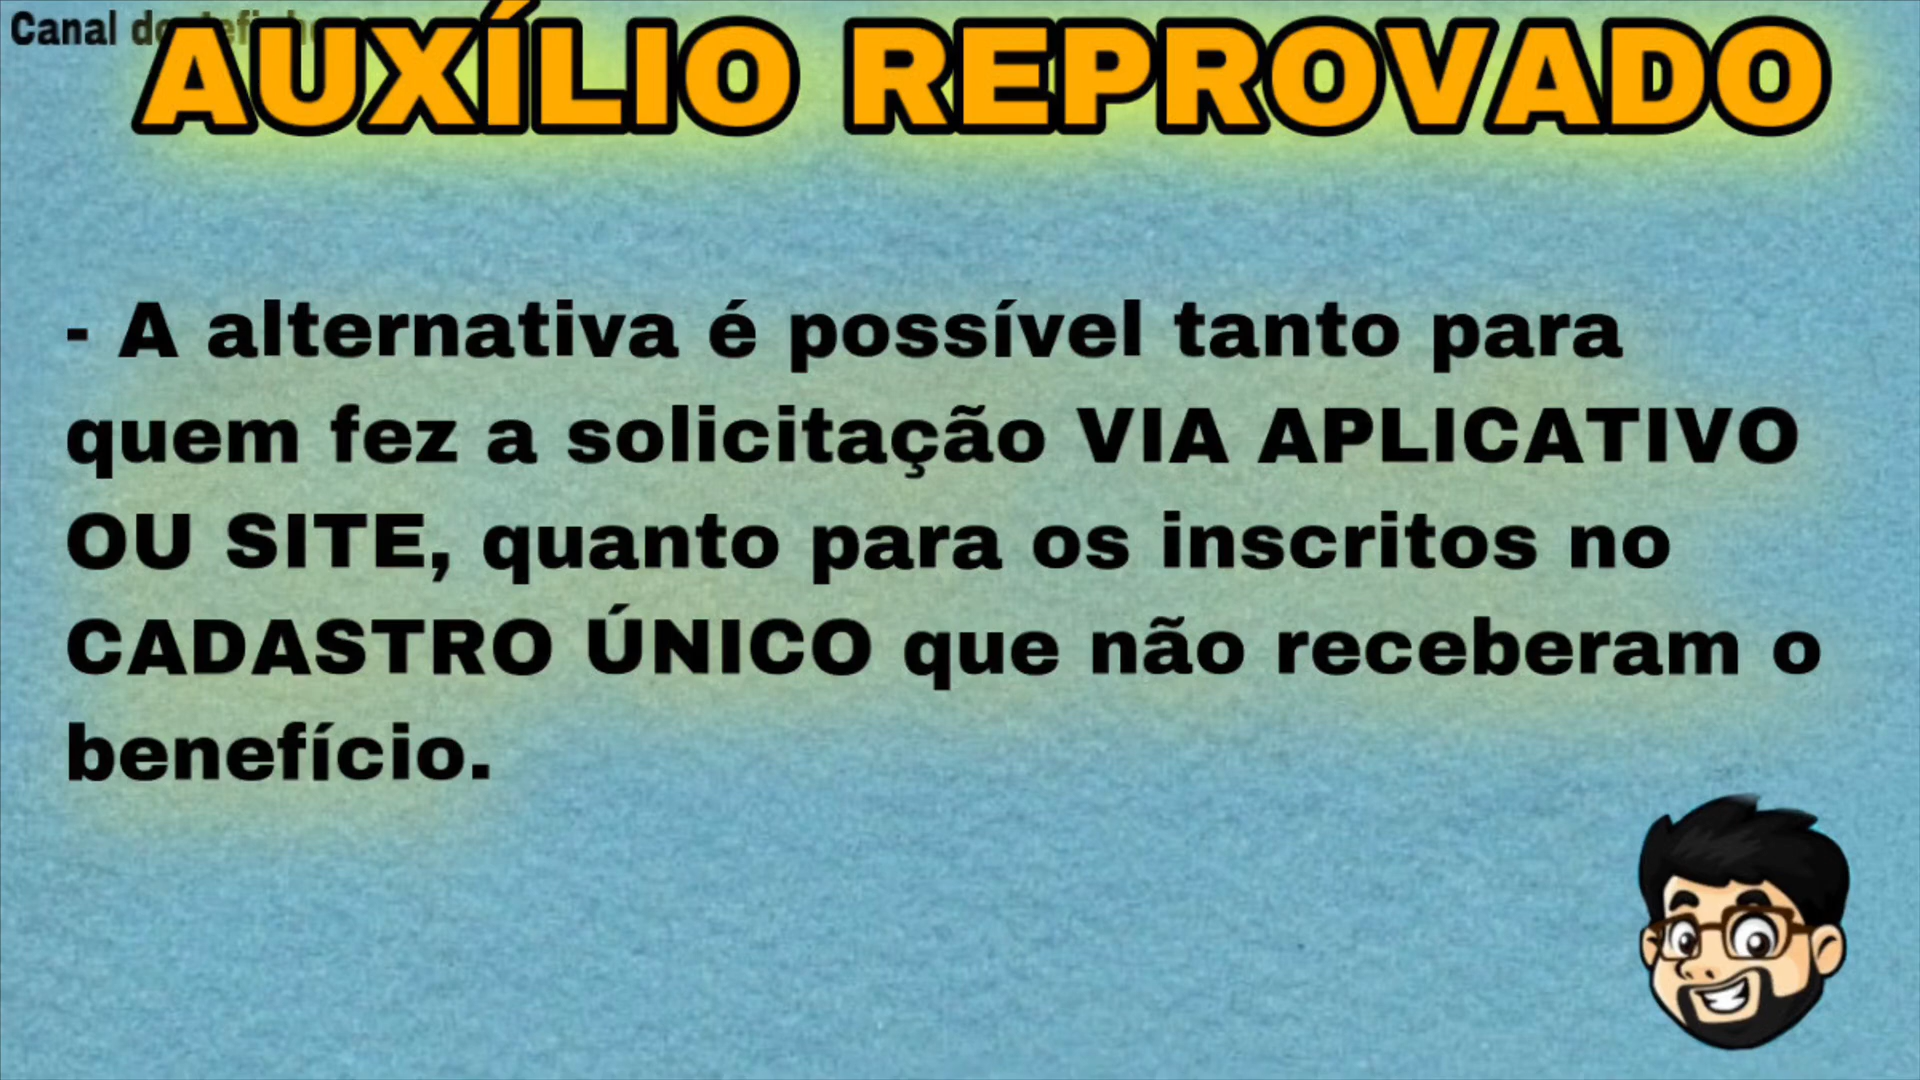 Canal do
AUXÍLIO REPROVADO
- A alternativa é possível tanto para
quem fez a solicitação VIA APLICATIVO
OU SITE, quanto para os inscritos no
CADASTRO ÚNICO que não receberam o
benefício.